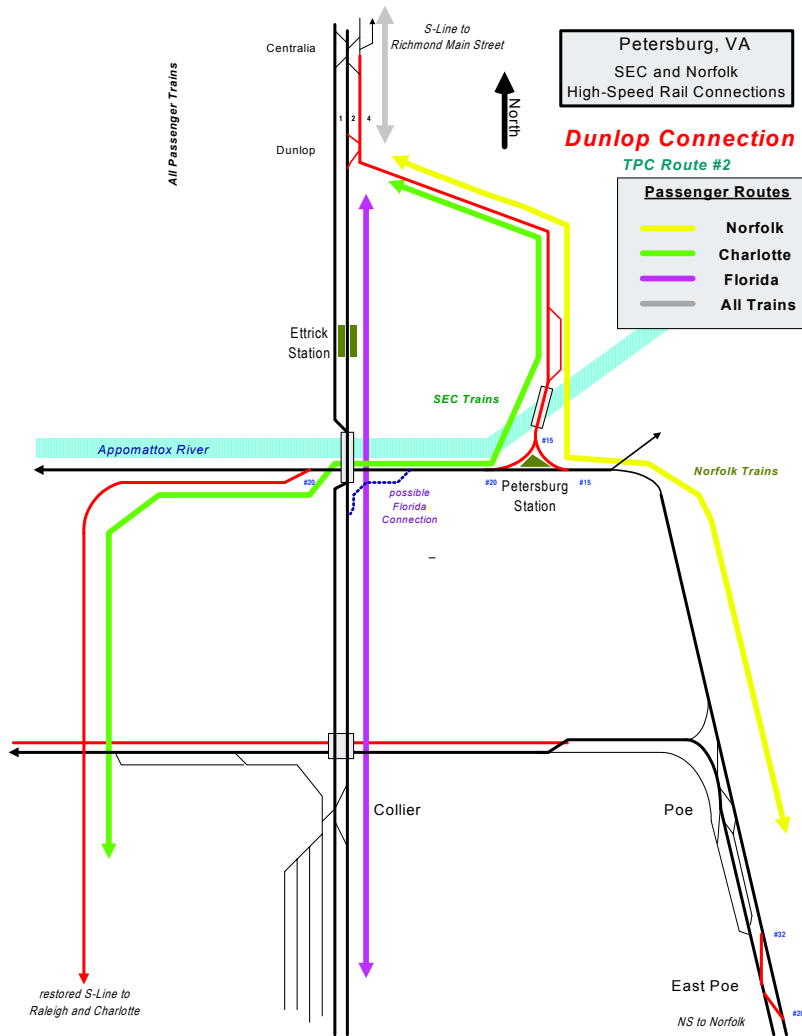 S-Line to
Richmond Main Street
Centralia
Petersburg, VA
SEC and Norfolk
High-Speed Rail Connections
All Passenger Trains
North
1 2 4
Dunlop
Dunlop Connection
TPC Route #2
Passenger Routes
Norfolk
Charlotte
Florida
All Trains
Ettrick
Station
SEC Trains
Appomattox River
#15
Norfolk Trains
#20
possible
Florida
Connection
#20
Petersburg
Station
#15
Collier
Poe
#32
East Poe
restored S-Line to
Raleigh and Charlotte
NS to Norfolk